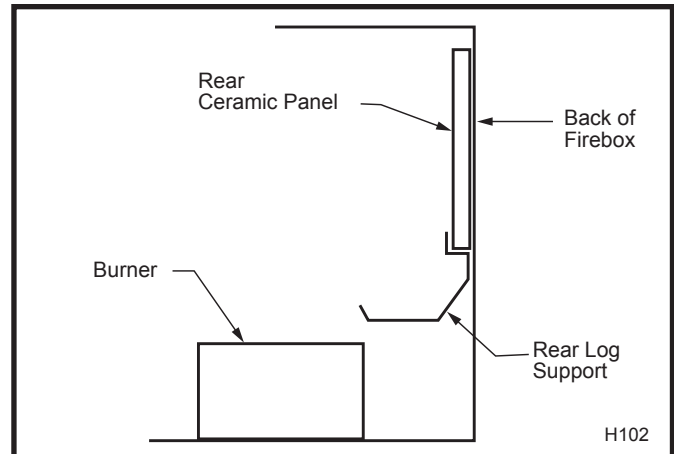 Rear
Ceramic Panel
Back of
Firebox
Burner
Rear Log
Support
H102